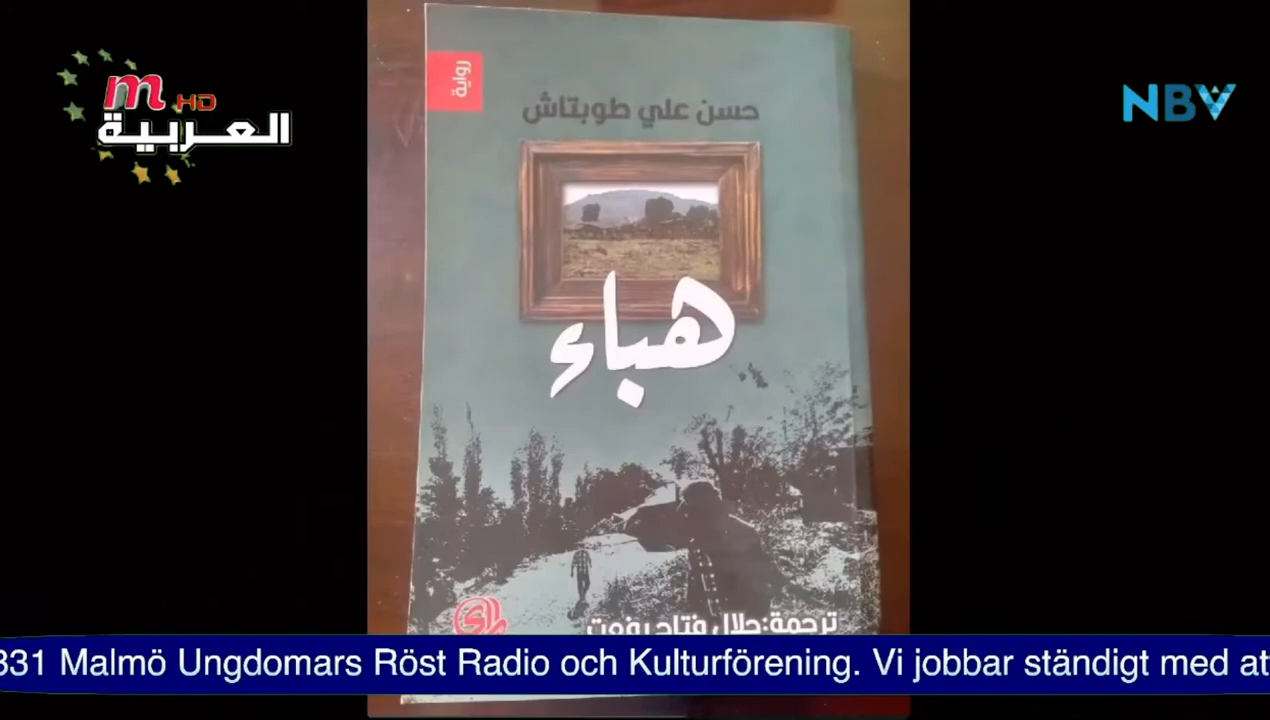 m HD
العربية
NBV
رواية
حسن علي طوبتاش
هباء
ترجمة: جلال فتاح رفعت
331 Malmö Ungdomars Röst Radio och Kulturförening. Vi jobbar ständigt med at